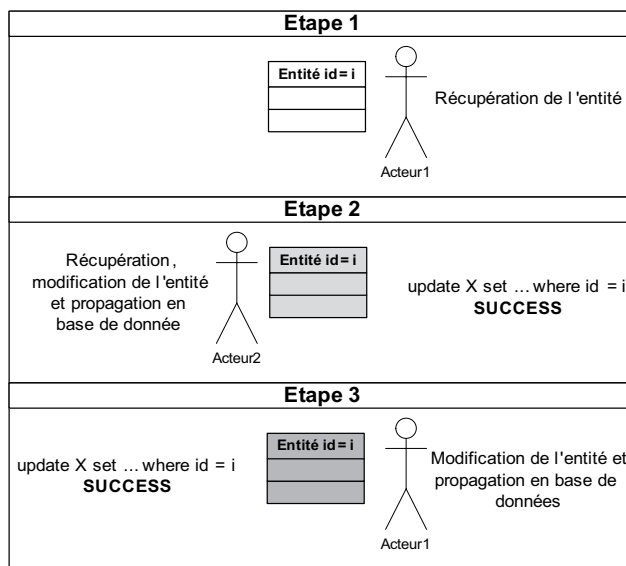 Etape 1
Entité id= i
Récupération de l'entité
Acteur1
Etape 2
Récupération,
modification de l'entité
et propagation en
base de donnée
Entité id= i
update X set ... where id = i
SUCCESS
Acteur2
Etape 3
update X set ... where id = i
SUCCESS
Entité id= i
Modification de l'entité et
propagation en base de
données
Acteur1